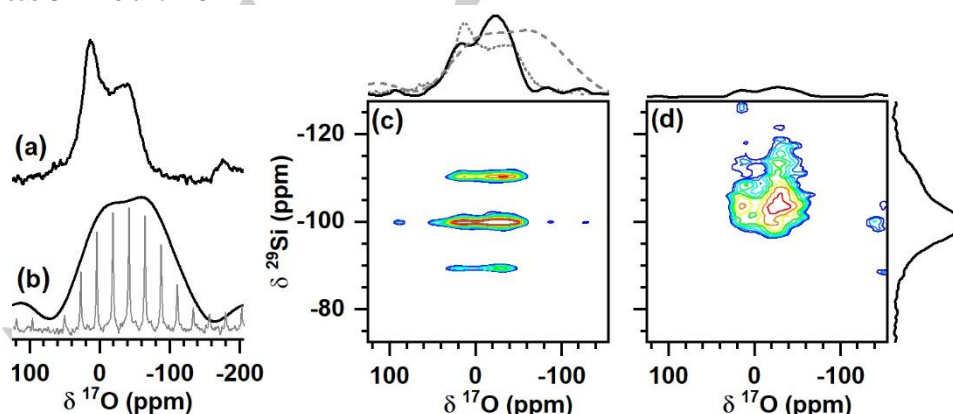 (a)
(b)
100 0 -100 -200
δ 17O (ppm)
(c)
δ 29Si (ppm)
-120
-100
-80
100 0 -100
δ 17O (ppm)
(d)
100 0 -100
δ 17O (ppm)